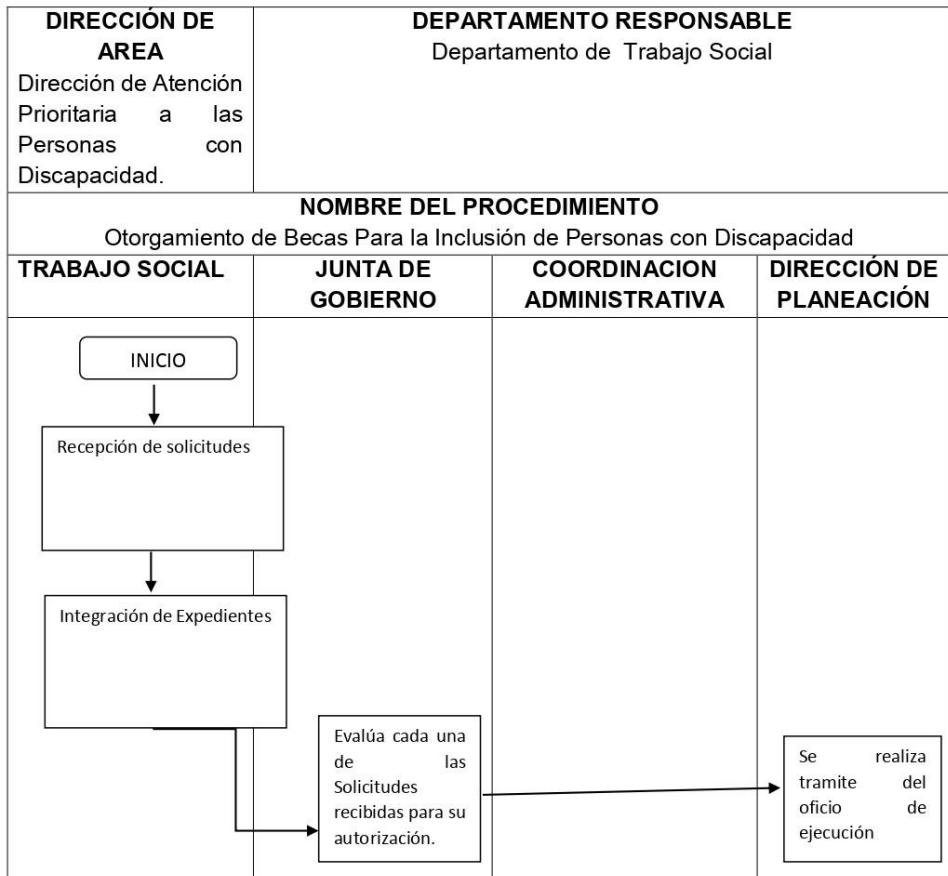 DIRECCIÓN DE
AREA
Dirección de Atención
Prioritaria a las
Personas con
Discapacidad.
DEPARTAMENTO RESPONSABLE
Departamento de Trabajo Social
NOMBRE DEL PROCEDIMIENTO
Otorgamiento de Becas Para la Inclusión de Personas con Discapacidad
TRABAJO SOCIAL
JUNTA DE
GOBIERNO
COORDINACION
ADMINISTRATIVA
DIRECCIÓN DE
PLANEACIÓN
INICIO
Recepción de solicitudes
Integración de Expedientes
Evalúa cada una
de las
Solicitudes
recibidas para su
autorización.
Se realiza
tramite del
oficio de
ejecución